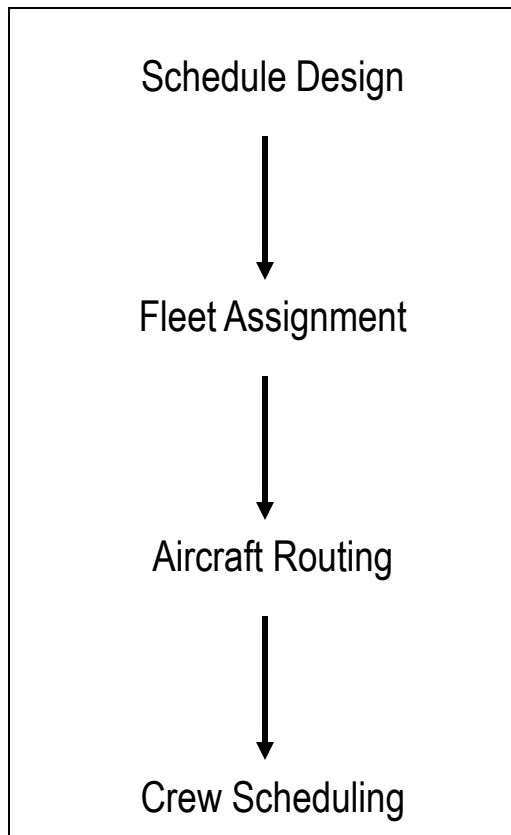 Schedule Design
Fleet Assignment
Aircraft Routing
Crew Scheduling